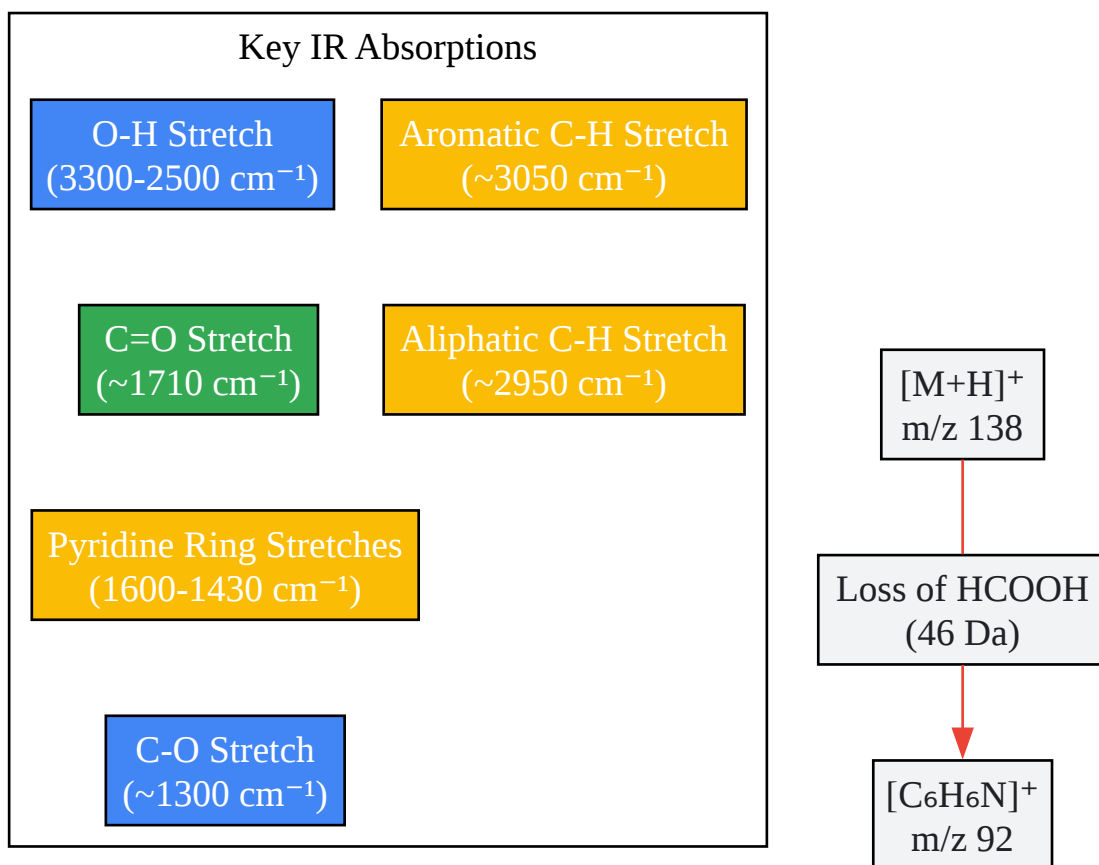 Key IR Absorptions
O-H Stretch
(3300-2500 cm⁻¹)
Aromatic C-H Stretch
(~3050 cm⁻¹)
C=O Stretch
(~1710 cm⁻¹)
Aliphatic C-H Stretch
(~2950 cm⁻¹)
Pyridine Ring Stretches
(1600-1430 cm⁻¹)
C-O Stretch
(~1300 cm⁻¹)
[M+H]⁺
m/z 138
Loss of HCOOH
(46 Da)
[C₆H₆N]⁺
m/z 92